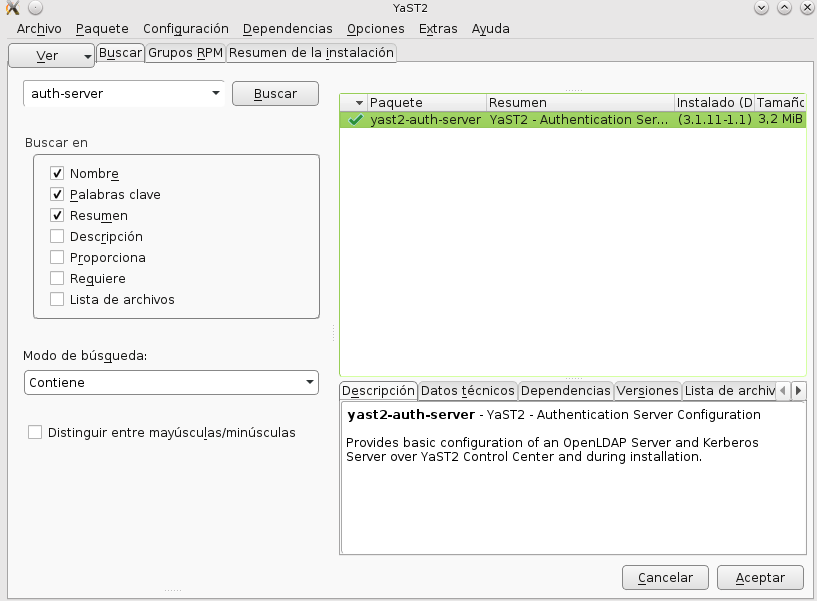 YaST2
Archivo Paquete Configuración Dependencias Opciones Extras Ayuda
Ver Buscar Grupos RPM Resumen de la instalación
auth-server Buscar
Buscar en
Nombre
Palabras clave
Resumen
Descripción
Proporciona
Requiere
Lista de archivos
Modo de búsqueda:
Contiene
Distinguir entre mayúsculas/minúsculas
Paquete Resumen Instalado (D Tamaño
yast2-auth-server YaST2 - Authentication Ser... (3.1.11-1.1) 3,2 MiB
Descripción Datos técnicos Dependencias Versiones Lista de archiv
yast2-auth-server - YaST2 - Authentication Server Configuration
Provides basic configuration of an OpenLDAP Server and Kerberos
Server over YaST2 Control Center and during installation.
Cancelar Aceptar